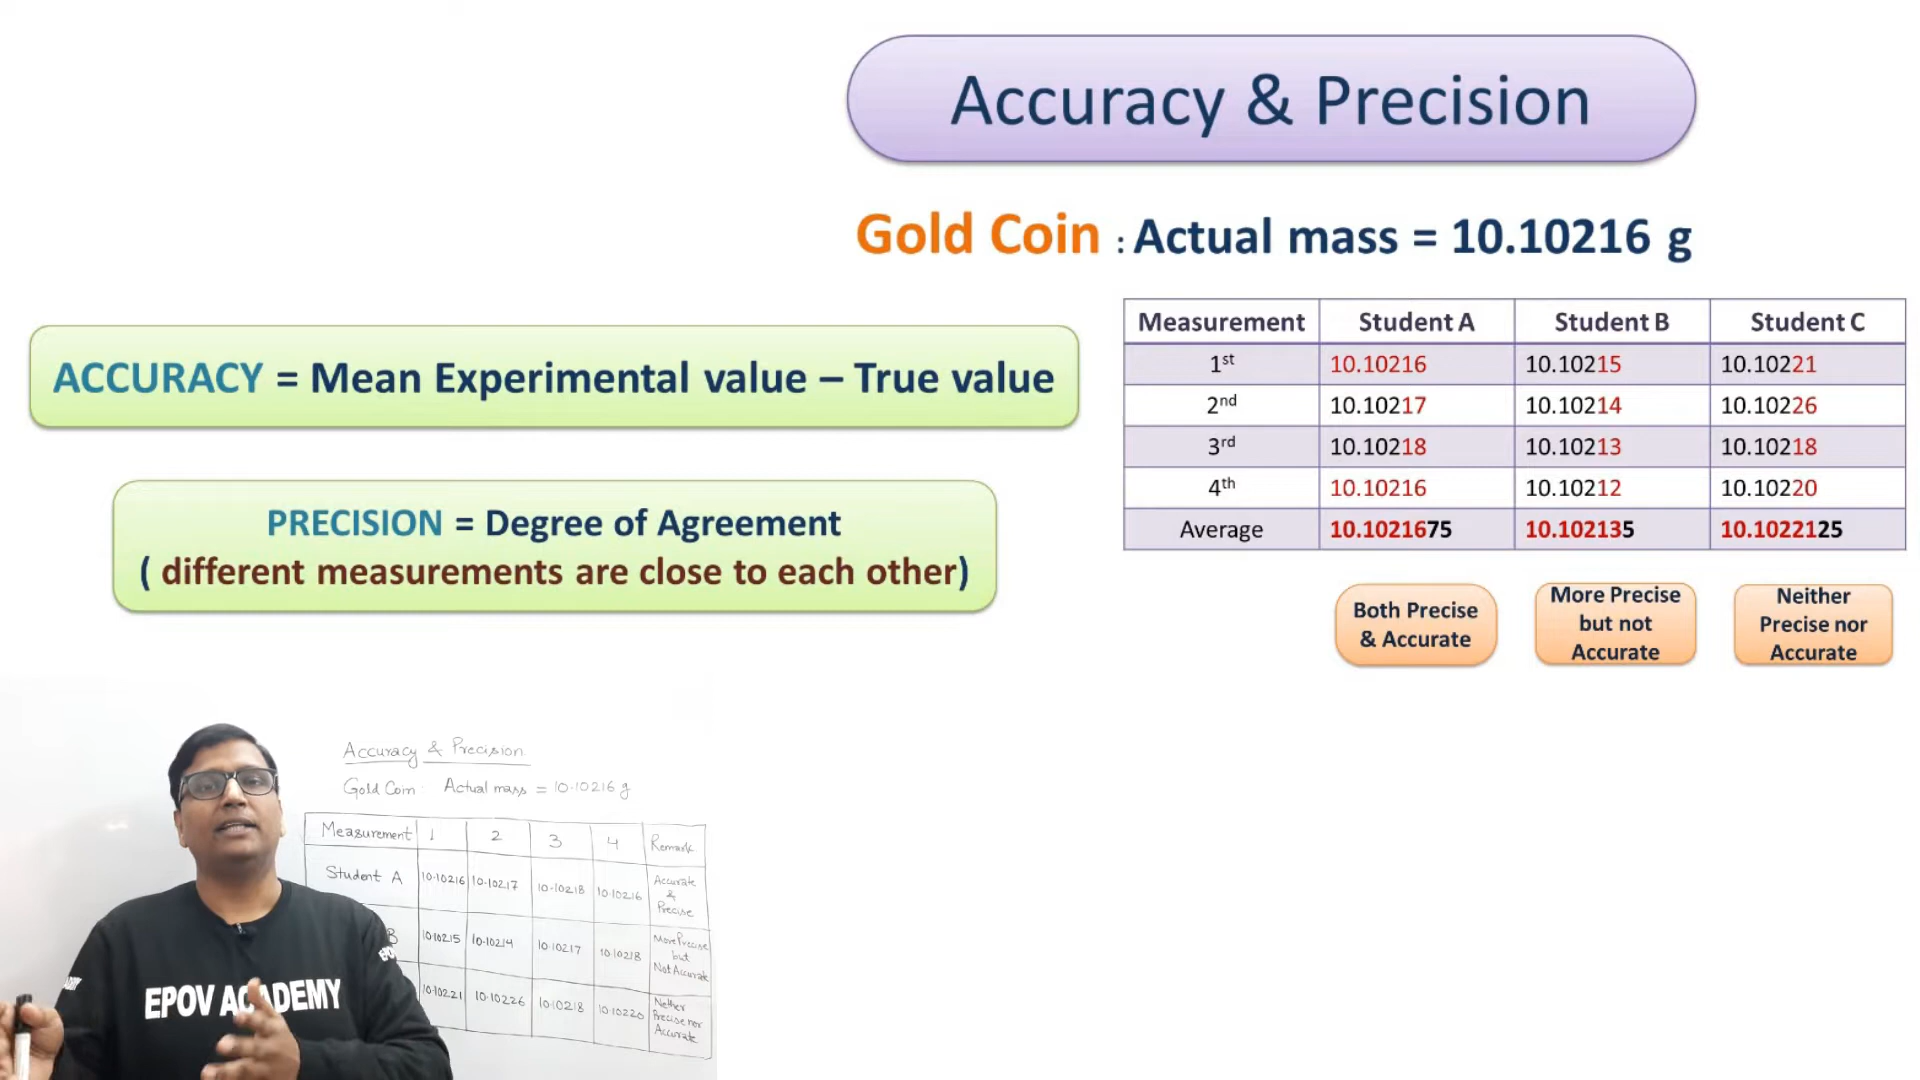 Accuracy & Precision
Gold Coin : Actual mass = 10.10216 g
ACCURACY = Mean Experimental value – True value
PRECISION = Degree of Agreement
( different measurements are close to each other)
Measurement Student A Student B Student C
1st 10.10216 10.10215 10.10221
2nd 10.10217 10.10214 10.10226
3rd 10.10218 10.10213 10.10218
4th 10.10216 10.10212 10.10220
Average 10.1021675 10.102135 10.1022125
Both Precise
& Accurate
More Precise
but not
Accurate
Neither
Precise nor
Accurate
Accuracy & Precision
Gold Coin : Actual mass = 10.10216 g
Measurement 1 2 3 4 Remark
Student A 10.10216 10.10217 10.10218 10.10216 Accurate
&
Precise
B 10.10215 10.10214 10.10217 10.10218 More Precise
but
Not Accurate
10.10221 10.10226 10.10218 10.10220 Neither
Precise nor
Accurate
EPOV ACADEMY